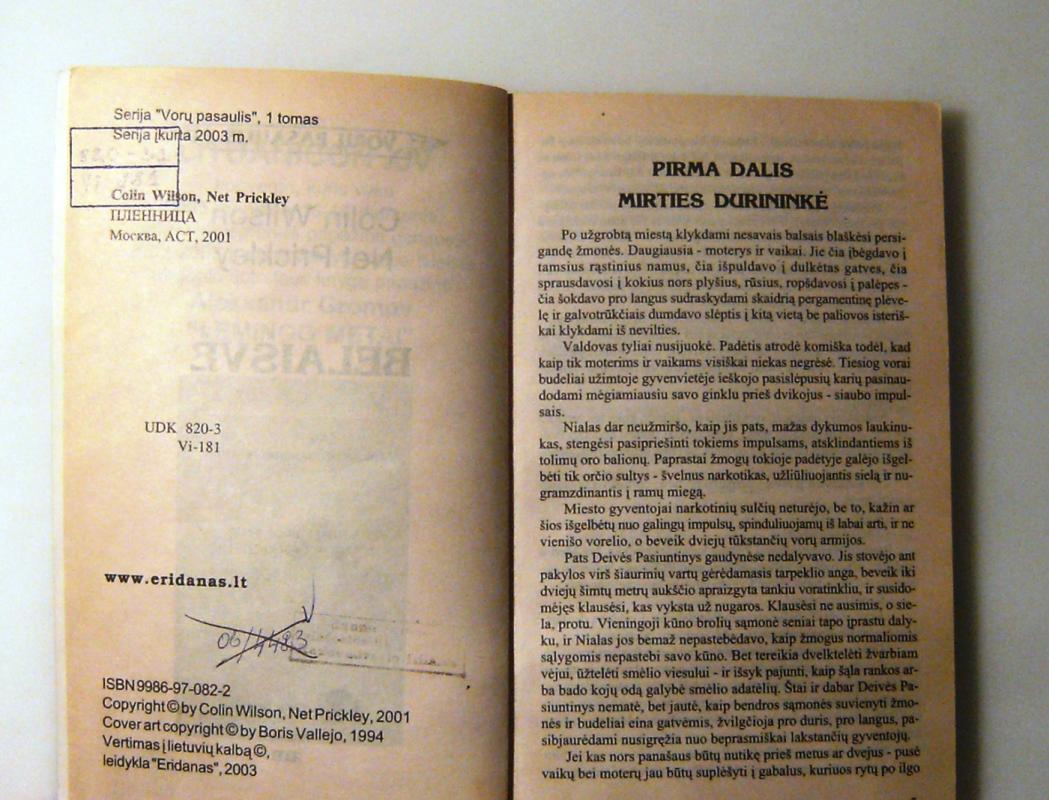 Serija "Vorų pasaulis", 1 tomas
Serija įkurta 2003 m.
Colin Wilson, Net Prickley
ПЛЕННИЦА
Москва, АСТ, 2001
UDK 820-3
Vi-181
www.eridanas.lt
06/4483
ISBN 9986-97-082-2
Copyright © by Colin Wilson, Net Prickley, 2001
Cover art copyright © by Boris Vallejo, 1994
Vertimas į lietuvių kalbą ©,
leidykla "Eridanas", 2003
PIRMA DALIS
MIRTIES DURININKĖ
Po užgrobtą miestą klykdami nesavais balsais blaškėsi persi-
gandę žmonės. Daugiausia - moterys ir vaikai. Jie čia įbėgdavo į
tamsius rąstinius namus, čia išpuldavo į dulkėtas gatves, čia
sprausdavosi į kokius nors plyšius, rūsius, ropšdavosi į palėpes -
čia šokdavo pro langus sudraskydami skaidrią pergamentinę plėve-
lę ir galvotrūkčiais dumdavo slėptis į kitą vietą be paliovos isteriš-
kai klykdami iš nevilties.
Valdovas tyliai nusijuokė. Padėtis atrodė komiška todėl, kad
kaip tik moterims ir vaikams visiškai niekas negrėsė. Tiesiog vorai
budeliai užimtoje gyvenvietėje ieškojo pasislėpusių karių pasinau-
dodami mėgiamiausiu savo ginklu prieš dvikojus - siaubo impul-
sais.
Nialas dar neužmiršo, kaip jis pats, mažas dykumos laukinu-
kas, stengėsi pasipriešinti tokiems impulsams, atsklindantiems iš
tolimų oro balionų. Paprastai žmogų tokioje padėtyje galėjo išgel-
bėti tik orčio sultys - švelnus narkotikas, užliūliuojantis sielą ir nu-
gramzdinantis į ramų miegą.
Miesto gyventojai narkotinių sulčių neturėjo, be to, kažin ar
šios išgelbėtų nuo galingų impulsų, spinduliuojamų iš labai arti, ir ne
vienišo vorelio, o beveik dviejų tūkstančių vorų armijos.
Pats Deivės Pasiuntinys gaudynėse nedalyvavo. Jis stovėjo ant
pakylos virš šiaurinių vartų gėrėdamasis tarpeklio anga, beveik iki
dviejų šimtų metrų aukščio apraizgyta tankiu voratinkliu, ir susido-
mėjęs klausėsi, kas vyksta už nugaros. Klausėsi ne ausimis, o sie-
la, protu. Vieningoji kūno brolių sąmonė seniai tapo įprastu daly-
ku, ir Nialas jos bemaž nepastebėdavo, kaip žmogus normaliomis
sąlygomis nepastebi savo kūno. Bet tereikia dvelktelėti žvarbiam
vėjui, užtelėti smėlio viesului - ir išsyk pajunti, kaip šąla rankos ar-
ba bado kojų odą galybė smėlio adatėlių. Štai ir dabar Deivės Pa-
siuntinys nematė, bet jautė, kaip bendros sąmonės suvienyti žmo-
nės ir budeliai eina gatvėmis, žvilgčioja pro duris, pro langus, pa-
sibjaurėdami nusigręžia nuo beprasmiškai lakstančių gyventojų.
Jei kas nors panašaus būtų nutikę prieš metus ar dvejus - pusė
vaikų bei moterų jau būtų suplėšyti į gabalus, kuriuos rytų po ilgo